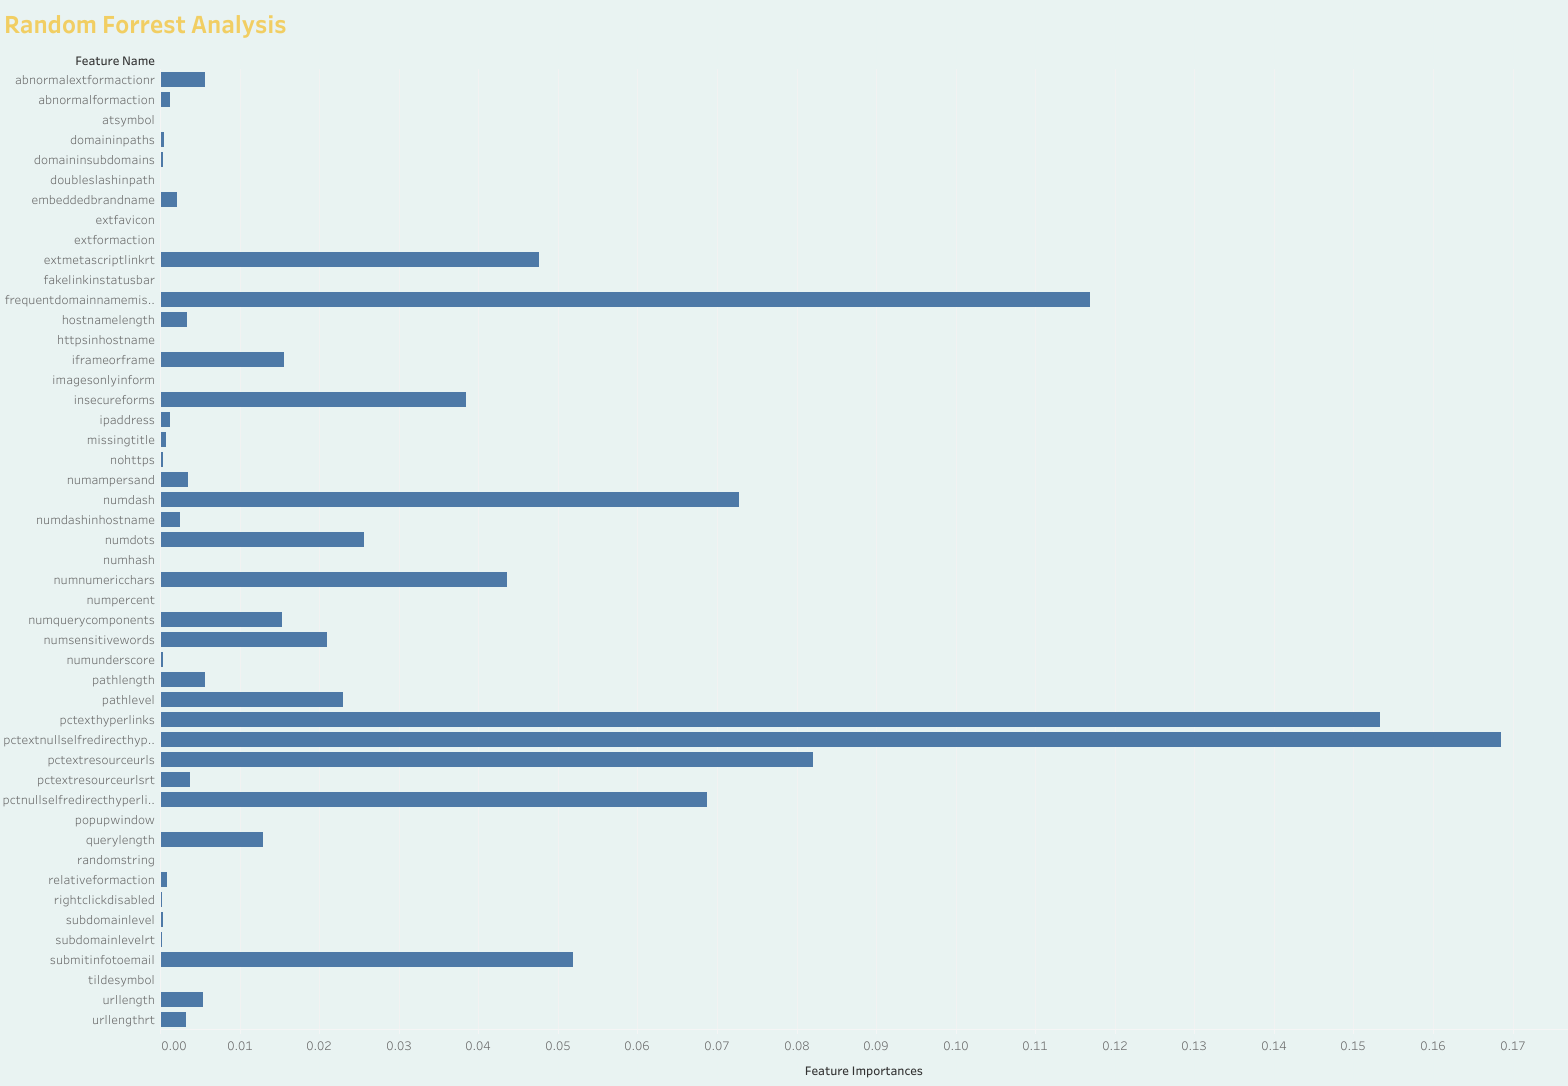 Random Forrest Analysis
Feature Name
abnormalextformactionr
abnormalformaction
atsymbol
domaininpaths
domaininsubdomains
doubleslashinpath
embeddedbrandname
extfavicon
extformaction
extmetascriptlinkrt
fakelinkinstatusbar
frequentdomainnamemis..
hostnamelength
httpsinhostname
iframeorframe
imagesonlyinform
insecureforms
ipaddress
missingtitle
nohttps
numampersand
numdash
numdashinhostname
numdots
numhash
numnumericchars
numpercent
numquerycomponents
numsensitivewords
numunderscore
pathlength
pathlevel
pctexthyperlinks
pctextnullselfredirecthyp..
pctextresourceurls
pctextresourceurlsrt
pctnullselfredirecthyperli..
popupwindow
querylength
randomstring
relativeformaction
rightclickdisabled
subdomainlevel
subdomainlevelrt
submitinfotoemail
tildesymbol
urllength
urllengthrt
0.00 0.01 0.02 0.03 0.04 0.05 0.06 0.07 0.08 0.09 0.10 0.11 0.12 0.13 0.14 0.15 0.16 0.17
Feature Importances